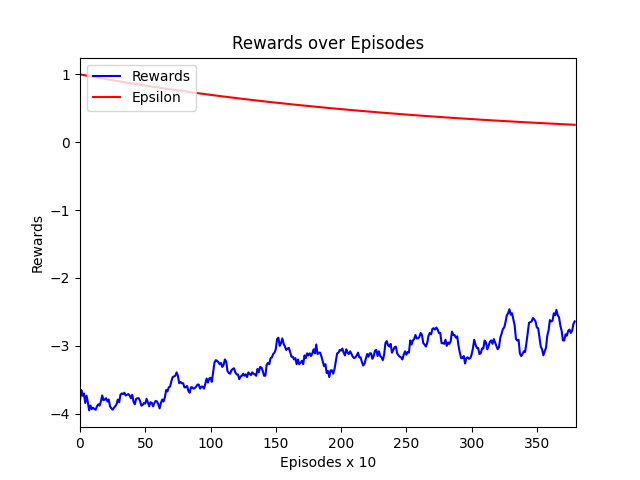 Rewards over Episodes
Rewards
Epsilon
1
0
−1
−2
−3
−4
Rewards
0 50 100 150 200 250 300 350
Episodes x 10